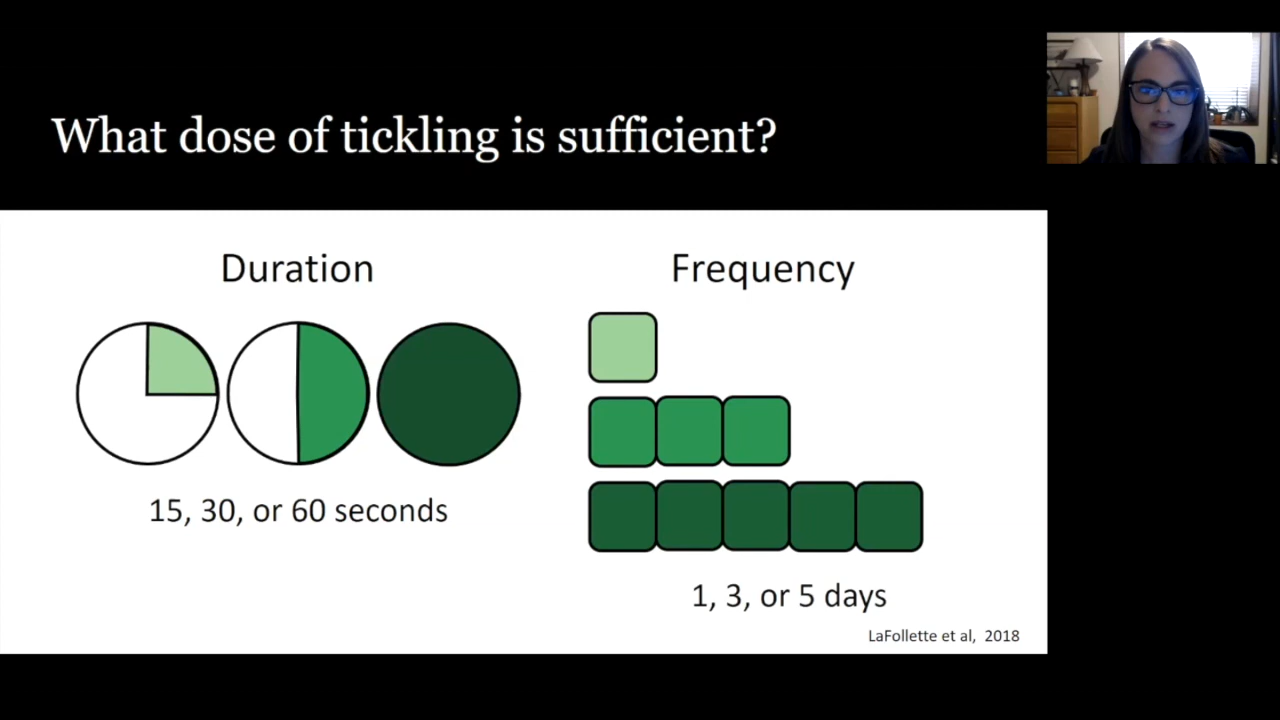 What dose of tickling is sufficient?
Duration
Frequency
15, 30, or 60 seconds
1, 3, or 5 days
LaFollette et al,  2018